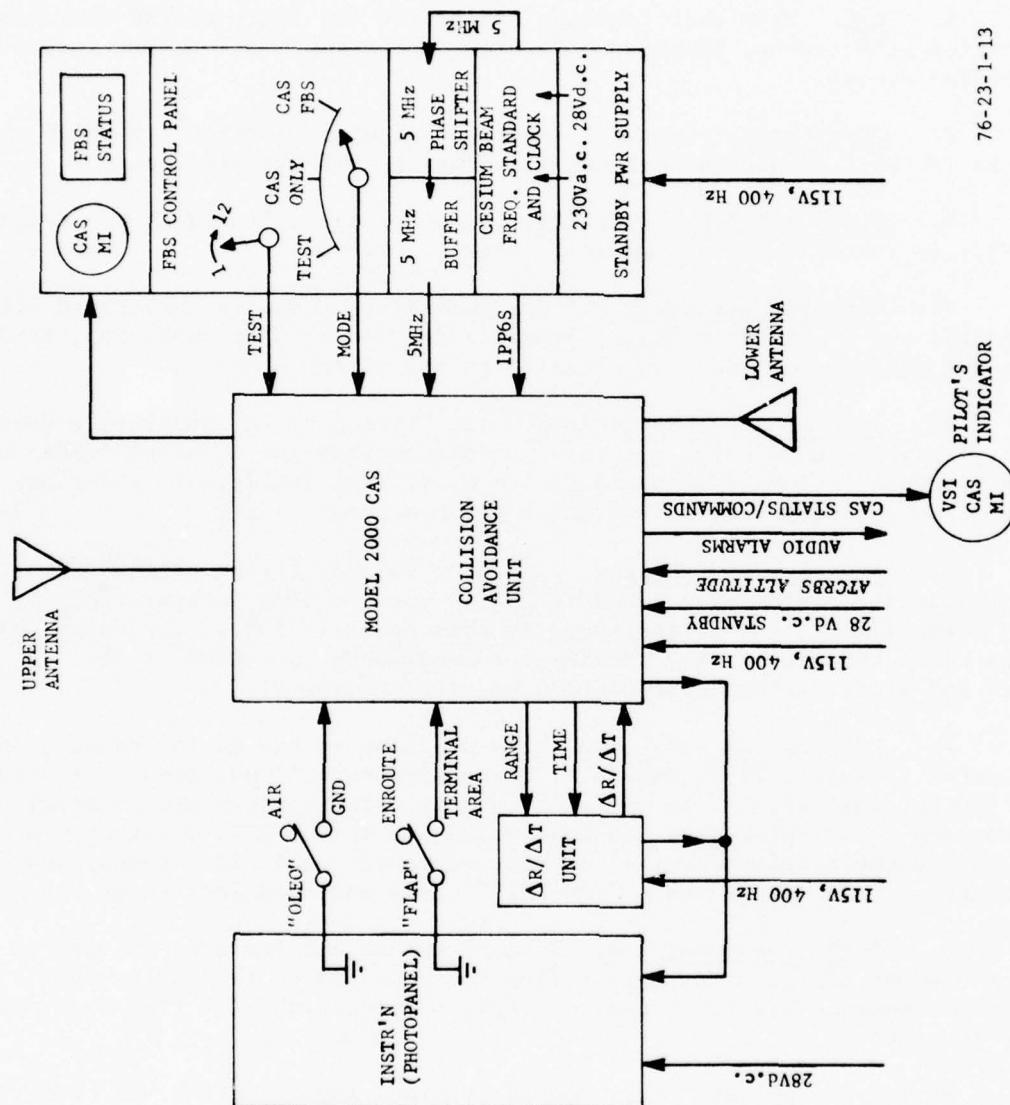 76-23-1-13
FBS
STATUS
CAS
MI
FBS CONTROL PANEL
1
12
TEST
CAS
ONLY
CAS
FBS
5 MHz
BUFFER
5 MHz
PHASE
SHIFTER
5 MHz
CESIUM BEAM
FREQ. STANDARD
AND CLOCK
230Va.c. 28Vd.c.
STANDBY PWR SUPPLY
115V, 400 Hz
TEST
MODE
5MHz
1PP6S
UPPER
ANTENNA
MODEL 2000 CAS
COLLISION
AVOIDANCE
UNIT
LOWER
ANTENNA
PILOT'S
INDICATOR
VSI
CAS
MI
CAS STATUS/COMMANDS
AUDIO ALARMS
ATCRBS ALTITUDE
28 Vd.c. STANDBY
115V, 400 Hz
"OLEO"
AIR
GND
"FLAP"
ENROUTE
TERMINAL
AREA
RANGE
TIME
ΔR/ΔT
ΔR/ΔT
UNIT
115V, 400 Hz
INSTR'N
(PHOTOPANEL)
28Vd.c.